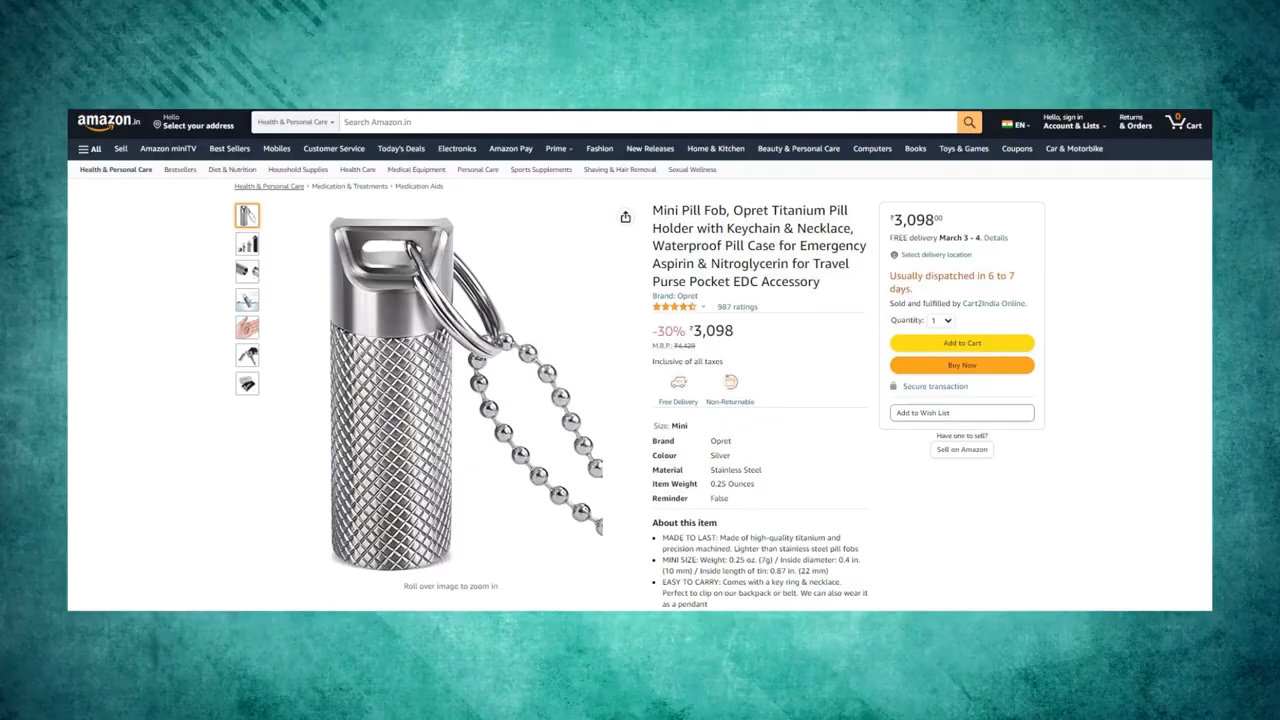 amazon.in
Hello
Select your address
Health & Personal Care
Search Amazon.in
EN
Hello, sign in
Account & Lists
Returns
& Orders
0
Cart
All
Sell
Amazon miniTV
Best Sellers
Mobiles
Customer Service
Today's Deals
Electronics
Amazon Pay
Prime
Fashion
New Releases
Home & Kitchen
Beauty & Personal Care
Computers
Books
Toys & Games
Coupons
Car & Motorbike
Health & Personal Care
Bestsellers
Diet & Nutrition
Household Supplies
Health Care
Medical Equipment
Personal Care
Sports Supplements
Shaving & Hair Removal
Sexual Wellness
Health & Personal Care › Medication & Treatments › Medication Aids
Roll over image to zoom in
Mini Pill Fob, Opret Titanium Pill
Holder with Keychain & Necklace,
Waterproof Pill Case for Emergency
Aspirin & Nitroglycerin for Travel
Purse Pocket EDC Accessory
Brand: Opret
987 ratings
-30% ₹3,098
M.R.P.: ₹4,429
Inclusive of all taxes
Free Delivery
Non-Returnable
Size: Mini
Brand Opret
Colour Silver
Material Stainless Steel
Item Weight 0.25 Ounces
Reminder False
About this item
• MADE TO LAST: Made of high-quality titanium and
precision machined. Lighter than stainless steel pill fobs
• MINI SIZE: Weight: 0.25 oz. (7g) / Inside diameter: 0.4 in.
(10 mm) / Inside length of tin: 0.87 in. (22 mm)
• EASY TO CARRY: Comes with a key ring & necklace.
Perfect to clip on our backpack or belt. We can also wear it
as a pendant
₹3,098.00
FREE delivery March 3 - 4. Details
Select delivery location
Usually dispatched in 6 to 7
days.
Sold and fulfilled by Cart2India Online.
Quantity: 1
Add to Cart
Buy Now
Secure transaction
Add to Wish List
Have one to sell?
Sell on Amazon